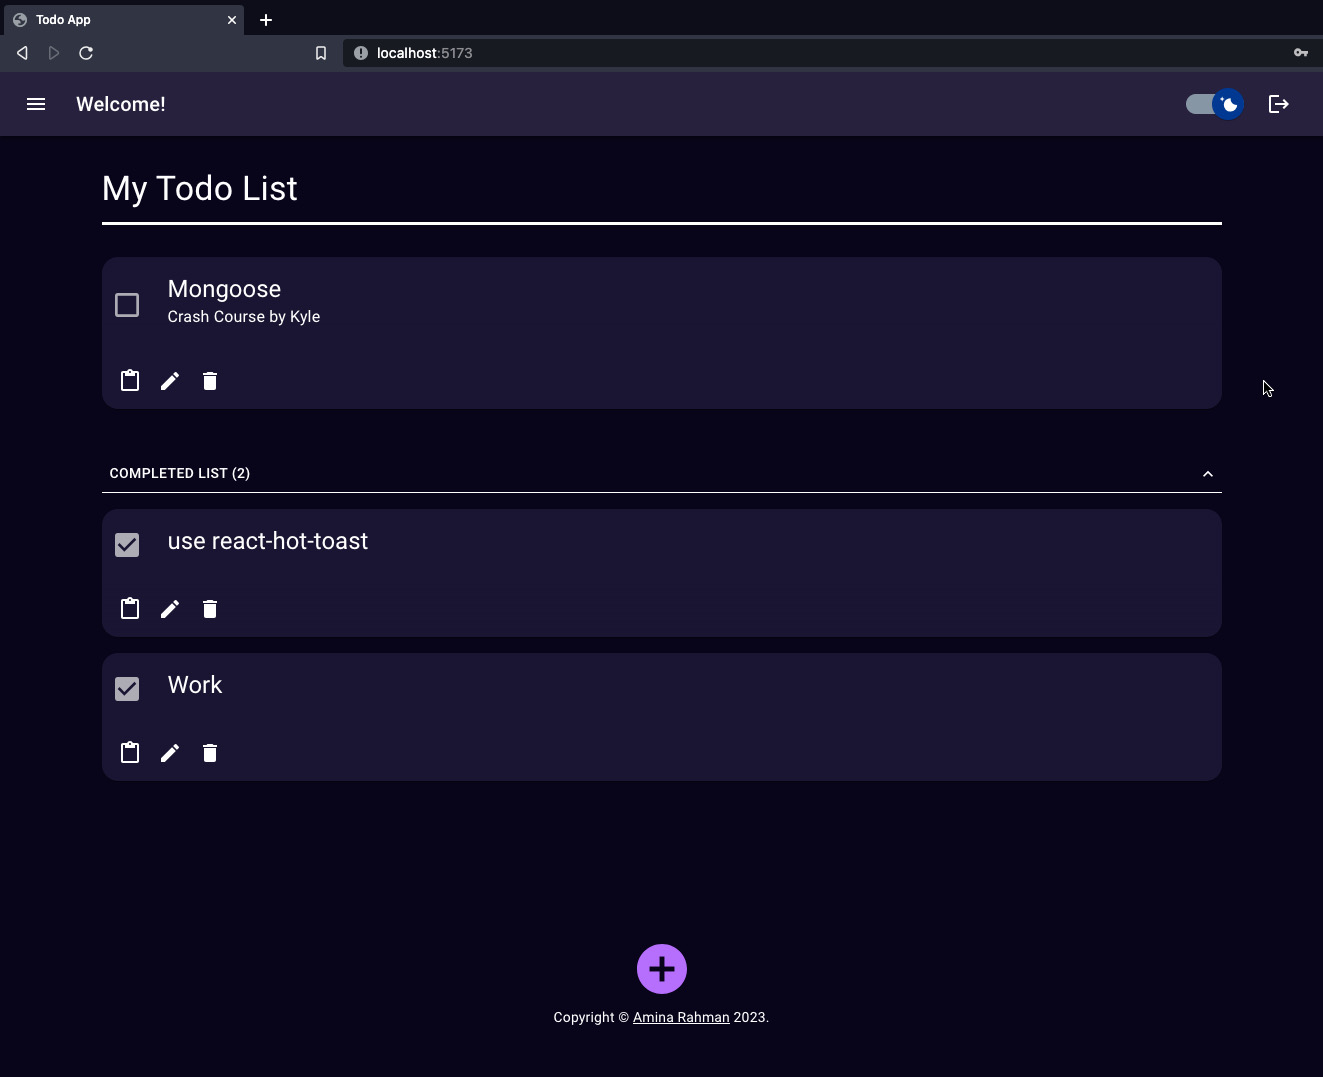 Todo App
localhost:5173
Welcome!
My Todo List
Mongoose
Crash Course by Kyle
COMPLETED LIST (2)
use react-hot-toast
Work
Copyright © Amina Rahman 2023.